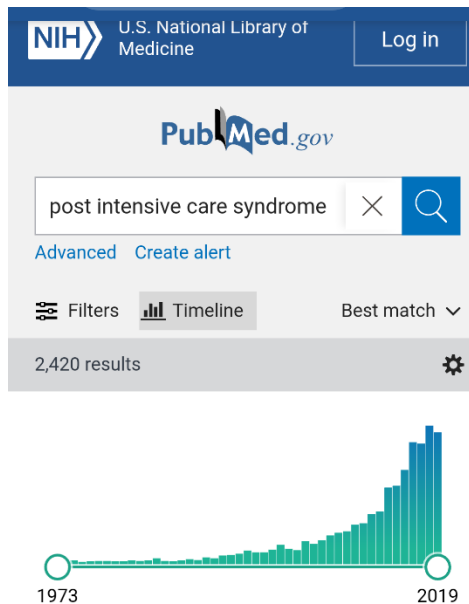 NIH
U.S. National Library of
Medicine
Log in
PubMed.gov
post intensive care syndrome
Advanced Create alert
Filters Timeline Best match
2,420 results
1973 2019